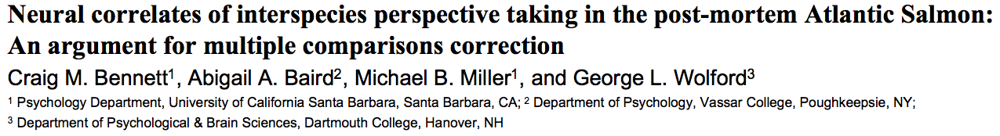 Neural correlates of interspecies perspective taking in the post-mortem Atlantic Salmon:
An argument for multiple comparisons correction
Craig M. Bennett¹, Abigail A. Baird², Michael B. Miller¹, and George L. Wolford³
¹ Psychology Department, University of California Santa Barbara, Santa Barbara, CA; ² Department of Psychology, Vassar College, Poughkeepsie, NY;
³ Department of Psychological & Brain Sciences, Dartmouth College, Hanover, NH